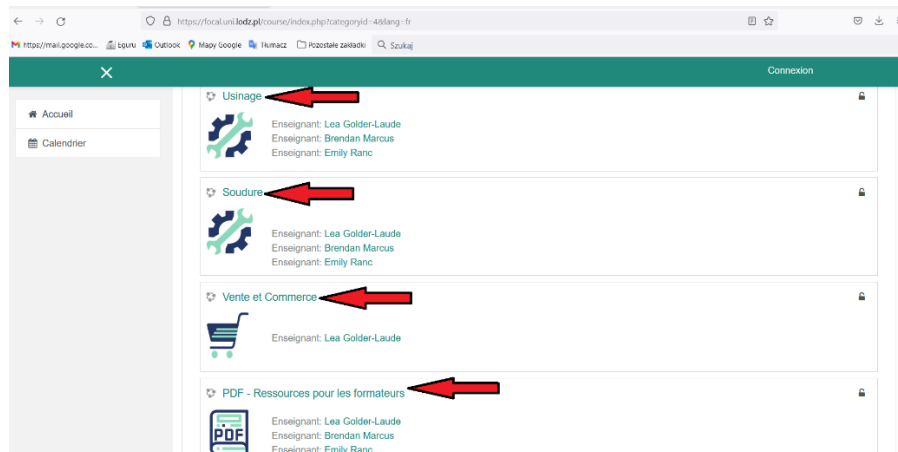 https://focal.uni.lodz.pl/course/index.php?categoryid=4&lang=fr
https://mail.google.co... Eguru Outlook Mapy Google Tłumacz Pozostałe zakładki Szukaj
Connexion
Accueil
Calendrier
Usinage
Enseignant: Lea Golder-Laude
Enseignant: Brendan Marcus
Enseignant: Emily Ranc
Soudure
Enseignant: Lea Golder-Laude
Enseignant: Brendan Marcus
Enseignant: Emily Ranc
Vente et Commerce
Enseignant: Lea Golder-Laude
PDF - Ressources pour les formateurs
PDF
Enseignant: Lea Golder-Laude
Enseignant: Brendan Marcus
Enseignant: Emily Ranc